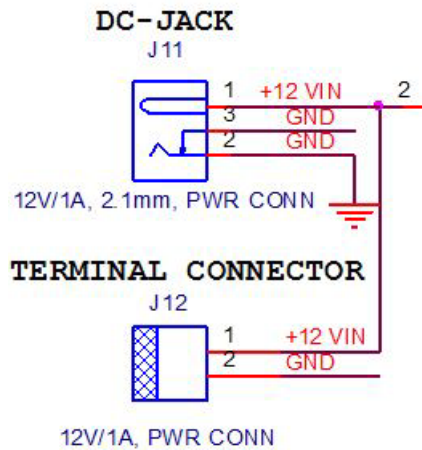 DC-JACK
J11
1 +12 VIN 2
3 GND
2 GND
12V/1A, 2.1mm, PWR CONN
TERMINAL CONNECTOR
J12
1 +12 VIN
2 GND
12V/1A, PWR CONN